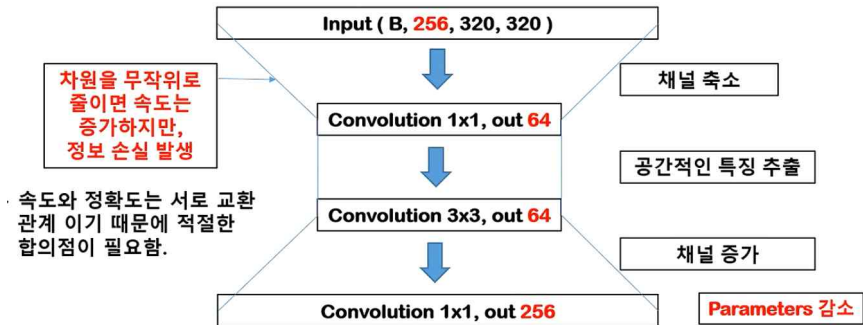 Input ( B, 256, 320, 320 )
차원을 무작위로
줄이면 속도는
증가하지만,
정보 손실 발생
채널 축소
Convolution 1x1, out 64
공간적인 특징 추출
· 속도와 정확도는 서로 교환
관계 이기 때문에 적절한
합의점이 필요함.
Convolution 3x3, out 64
채널 증가
Convolution 1x1, out 256
Parameters 감소